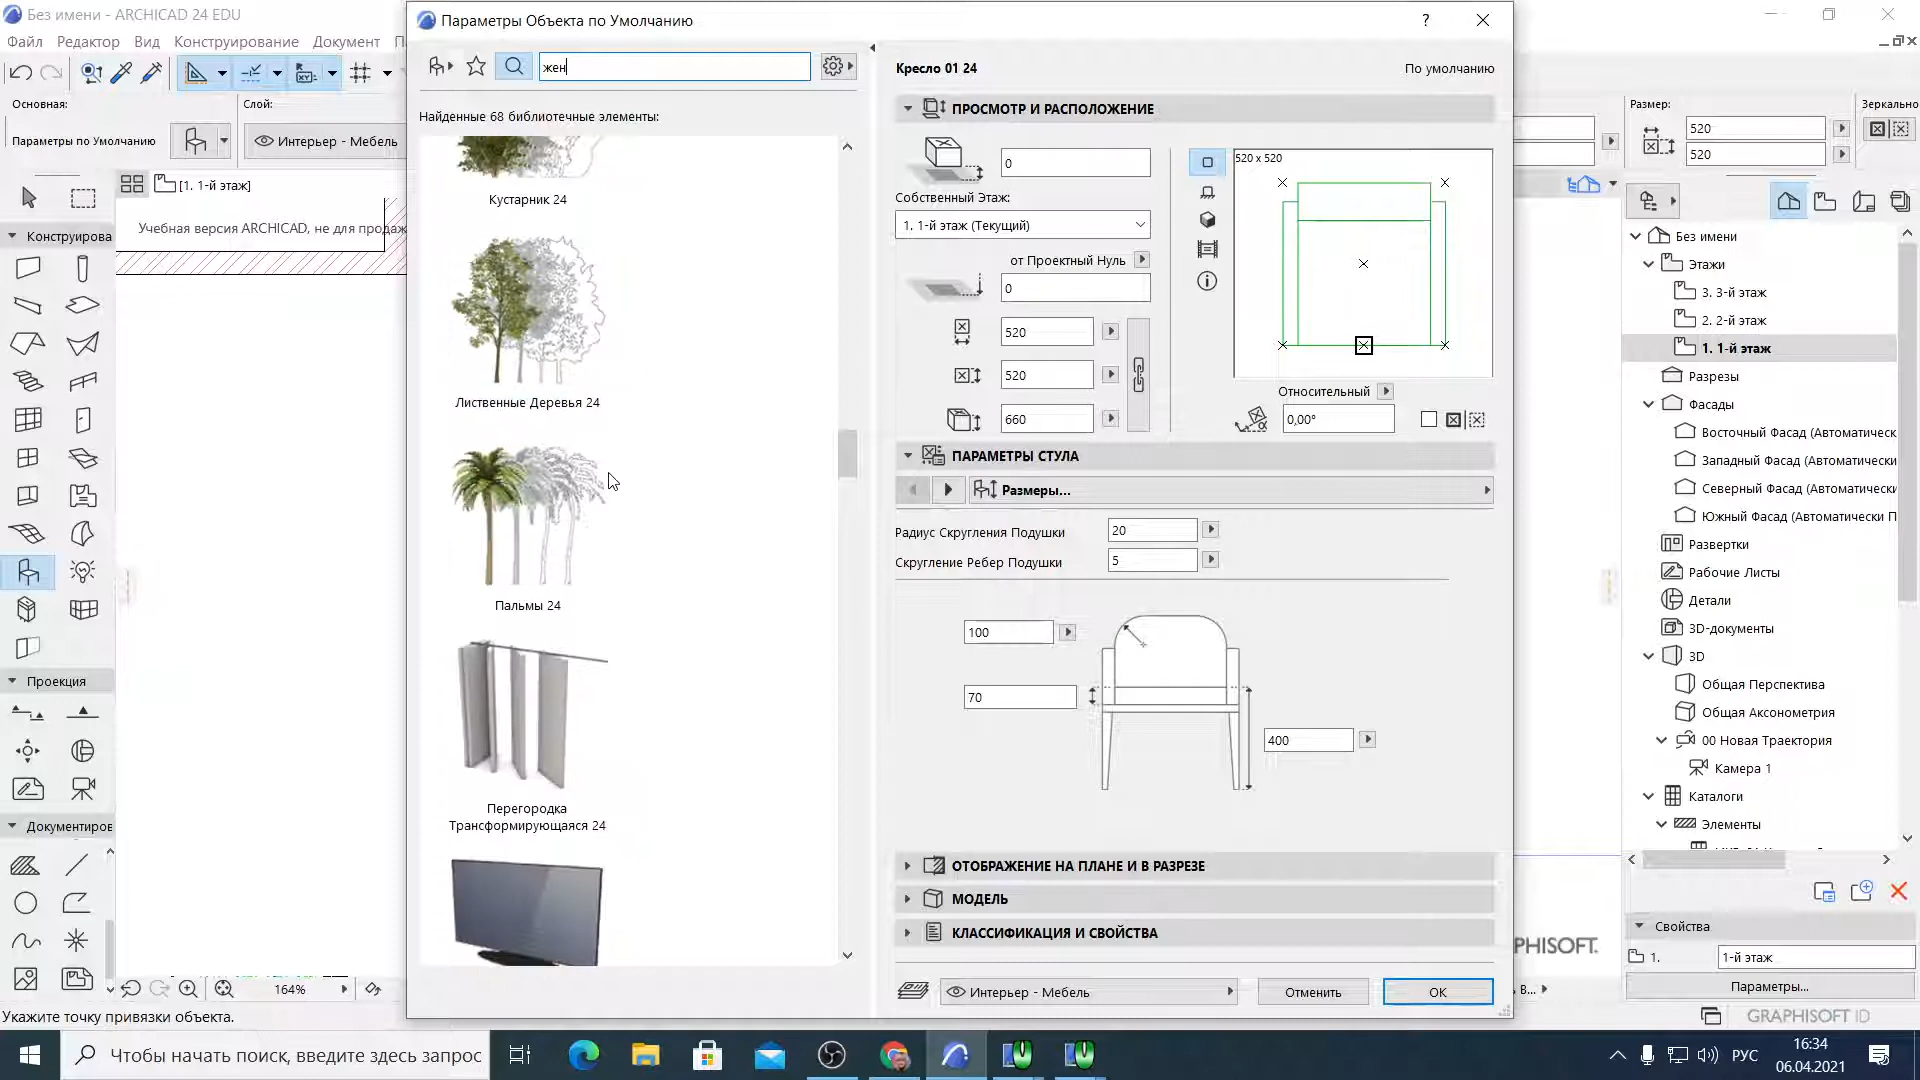 Без имени - ARCHICAD 24 EDU
Файл Редактор Вид Конструирование Документ
Основная:
Слой:
Параметры по Умолчанию
Интерьер - Мебель
[1. 1-й этаж]
Учебная версия ARCHICAD, не для продаж
Конструирова
Проекция
Документиров
164%
Укажите точку привязки объекта.
Параметры Объекта по Умолчанию
?
жен
Найденные 68 библиотечные элементы:
Кустарник 24
Лиственные Деревья 24
Пальмы 24
Перегородка
Трансформирующаяся 24
Кресло 01 24
По умолчанию
ПРОСМОТР И РАСПОЛОЖЕНИЕ
0
Собственный Этаж:
1. 1-й этаж (Текущий)
от Проектный Нуль
0
520
520
660
520 x 520
Относительный
0,00°
ПАРАМЕТРЫ СТУЛА
Размеры...
Радиус Скругления Подушки
20
Скругление Ребер Подушки
5
100
70
400
ОТОБРАЖЕНИЕ НА ПЛАНЕ И В РАЗРЕЗЕ
МОДЕЛЬ
КЛАССИФИКАЦИЯ И СВОЙСТВА
Интерьер - Мебель
Отменить
ОК
Размер:
Зеркально
520
520
Без имени
Этажи
3. 3-й этаж
2. 2-й этаж
1. 1-й этаж
Разрезы
Фасады
Восточный Фасад (Автоматическ
Западный Фасад (Автоматически
Северный Фасад (Автоматически
Южный Фасад (Автоматически П
Развертки
Рабочие Листы
Детали
3D-документы
3D
Общая Перспектива
Общая Аксонометрия
00 Новая Траектория
Камера 1
Каталоги
Элементы
PHISOFT.
Свойства
1.
1-й этаж
Параметры...
GRAPHISOFT ID
Чтобы начать поиск, введите здесь запрос
РУС
16:34
06.04.2021